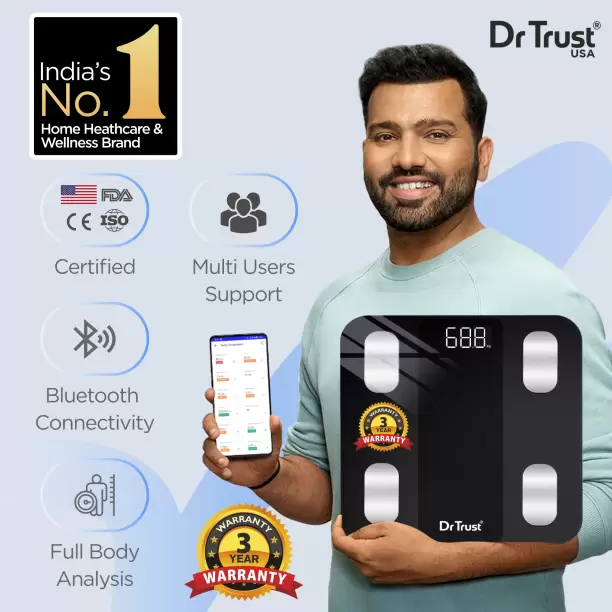 India's
No. 1
Home Heathcare &
Wellness Brand
Dr Trust®
USA
FDA
CE ISO
Certified
Multi Users
Support
Bluetooth
Connectivity
Full Body
Analysis
688
WARRANTY
3
YEAR
WARRANTY
Dr Trust®
WARRANTY
3
YEAR
WARRANTY